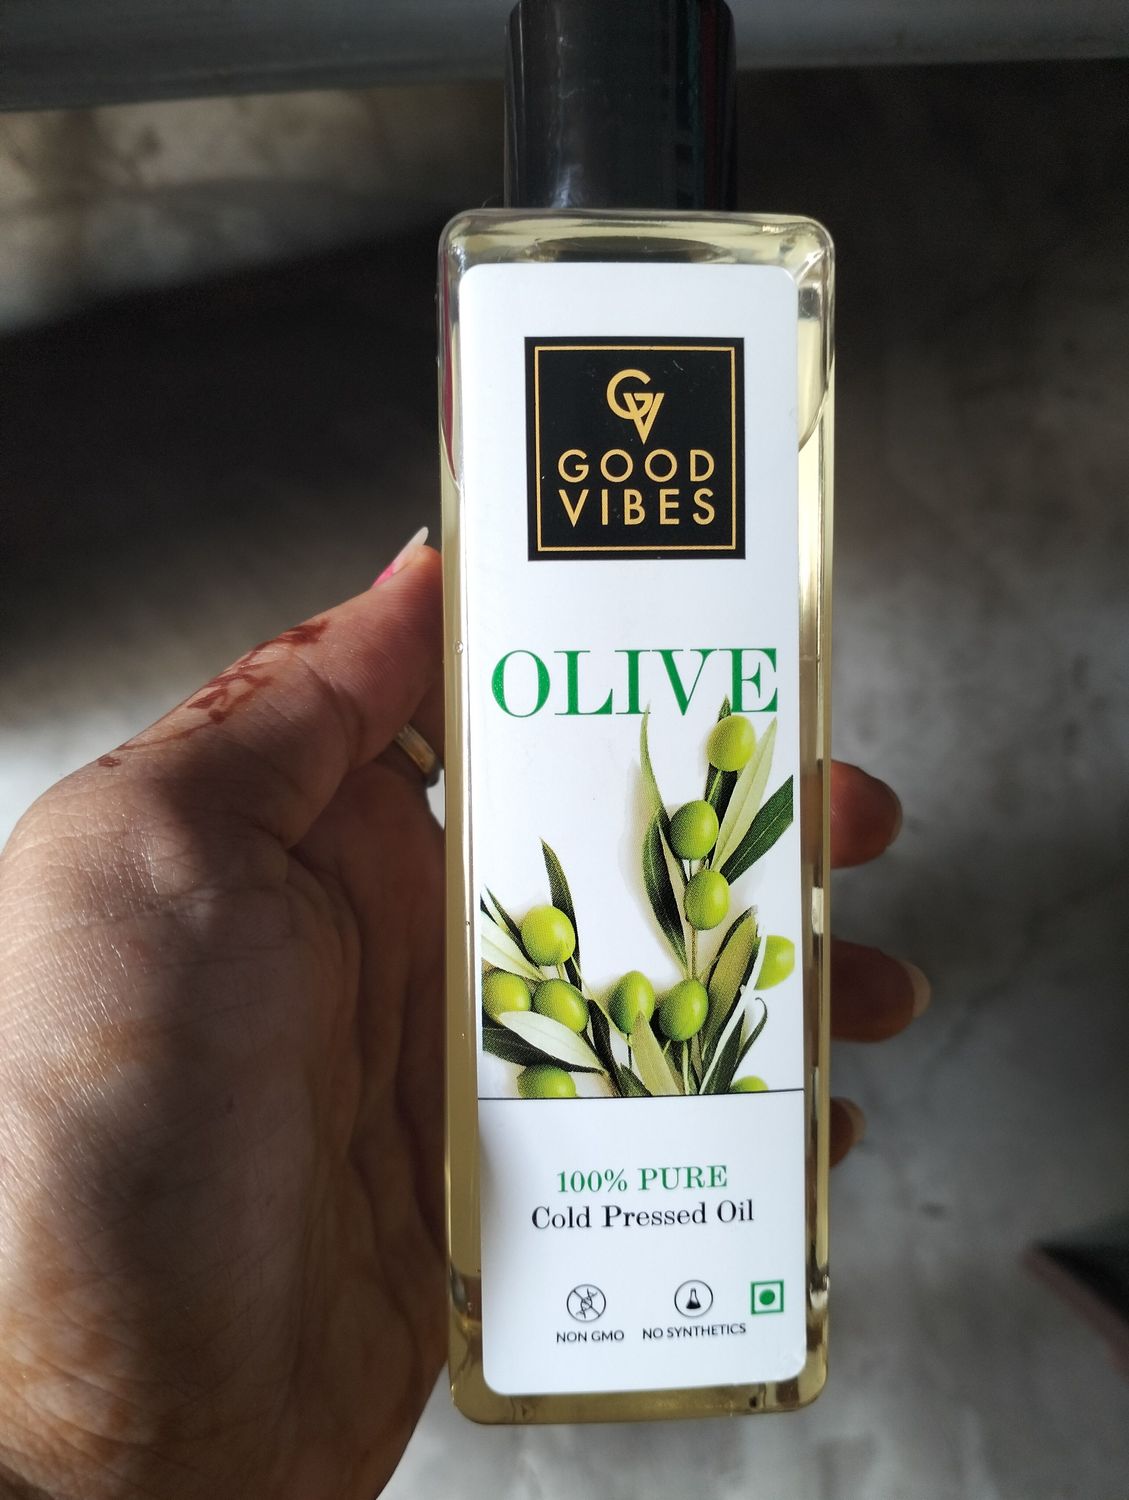 GV
GOOD
VIBES
OLIVE
100% PURE
Cold Pressed Oil
NON GMO
NO SYNTHETICS